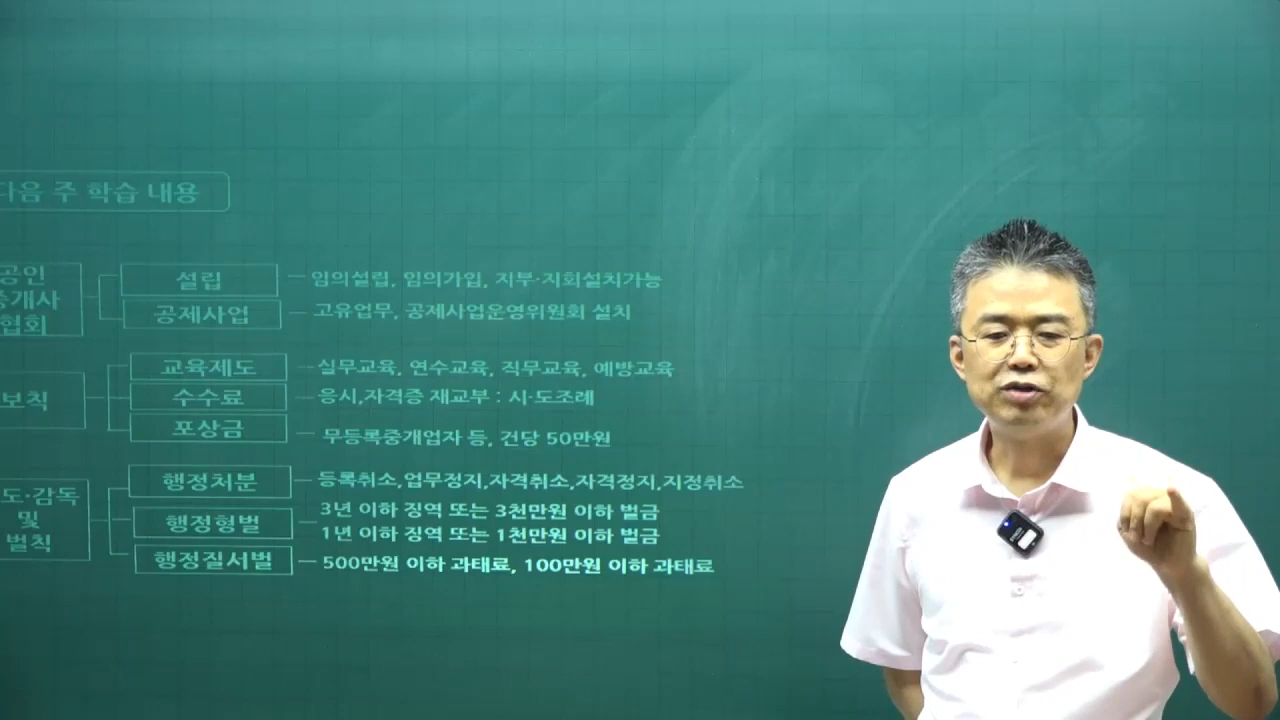 다음 주 학습 내용
공인
중개사
협회
설립
임의설립, 임의가입, 지부·지회설치가능
공제사업
고유업무, 공제사업운영위원회 설치
보칙
교육제도
실무교육, 연수교육, 직무교육, 예방교육
수수료
응시,자격증 재교부 : 시·도조례
포상금
무등록중개업자 등, 건당 50만원
도·감독
및
벌칙
행정처분
등록취소,업무정지,자격취소,자격정지,지정취소
행정형벌
3년 이하 징역 또는 3천만원 이하 벌금
1년 이하 징역 또는 1천만원 이하 벌금
행정질서벌
500만원 이하 과태료, 100만원 이하 과태료